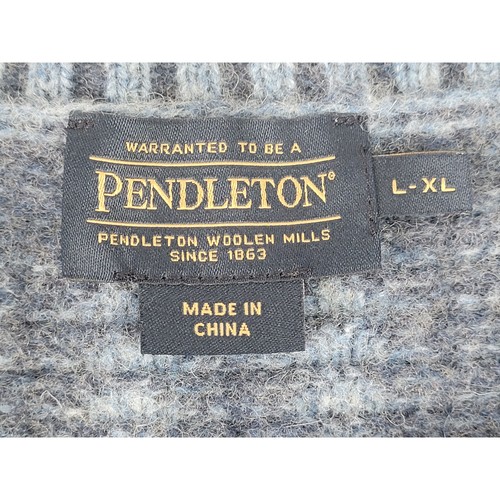 WARRANTED TO BE A
PENDLETON®
PENDLETON WOOLEN MILLS
SINCE 1863
L-XL
MADE IN
CHINA